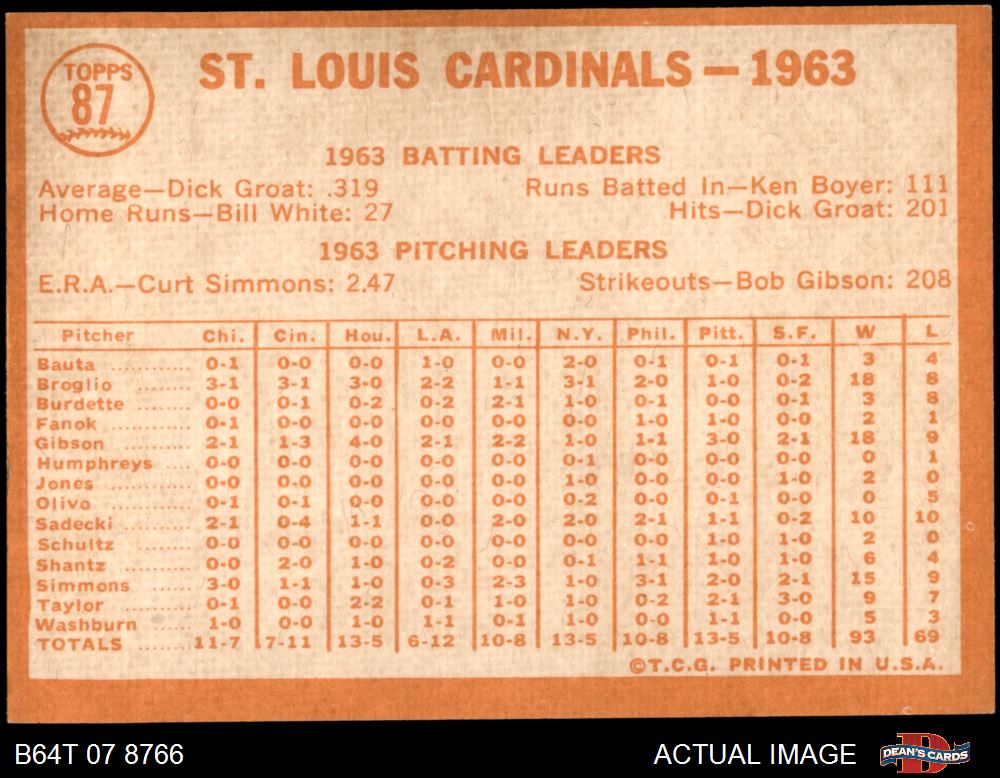 TOPPS
87
ST. LOUIS CARDINALS — 1963
1963 BATTING LEADERS
Average—Dick Groat: .319 Runs Batted In—Ken Boyer: 111
Home Runs—Bill White: 27 Hits—Dick Groat: 201
1963 PITCHING LEADERS
E.R.A.—Curt Simmons: 2.47 Strikeouts—Bob Gibson: 208
Pitcher Chi. Cin. Hou. L.A. Mil. N.Y. Phil. Pitt. S.F. W L
Bauta .......... 0-1 0-0 0-0 1-0 0-0 2-0 0-1 0-1 0-1 3 4
Broglio ....... 3-1 3-1 3-0 2-2 1-1 3-1 2-0 1-0 0-2 18 8
Burdette ....... 0-0 0-1 0-2 0-2 2-1 1-0 0-1 0-0 0-1 3 8
Fanok .......... 0-1 0-0 0-0 0-0 0-0 0-0 1-0 1-0 0-0 2 1
Gibson ......... 2-1 1-3 4-0 2-1 2-2 1-0 1-1 3-0 2-1 18 9
Humphreys .... 0-0 0-0 0-0 0-0 0-0 0-1 0-0 0-0 0-0 0 1
Jones .......... 0-0 0-0 0-0 0-0 0-0 1-0 0-0 0-0 1-0 2 0
Olivo .......... 0-1 0-1 0-0 0-0 0-0 0-2 0-0 0-1 0-0 0 5
Sadecki ........ 2-1 0-4 1-1 0-0 2-0 2-0 2-1 1-1 0-2 10 10
Schultz ....... 0-0 0-0 0-0 0-0 0-0 0-0 0-0 1-0 1-0 2 0
Shantz ......... 0-0 2-0 1-0 0-2 0-0 0-1 1-1 1-0 1-0 6 4
Simmons ....... 3-0 1-1 1-0 0-3 2-3 1-0 3-1 2-0 2-1 15 9
Taylor ......... 0-1 0-0 2-2 0-1 1-0 1-0 0-2 2-1 3-0 9 7
Washburn ..... 1-0 0-0 1-0 1-1 0-1 1-0 0-0 1-1 0-0 5 3
TOTALS ....... 11-7 7-11 13-5 6-12 10-8 13-5 10-8 13-5 10-8 93 69
©T.C.G. PRINTED IN U.S.A.
B64T 07 8766 ACTUAL IMAGE DEAN'S CARDS